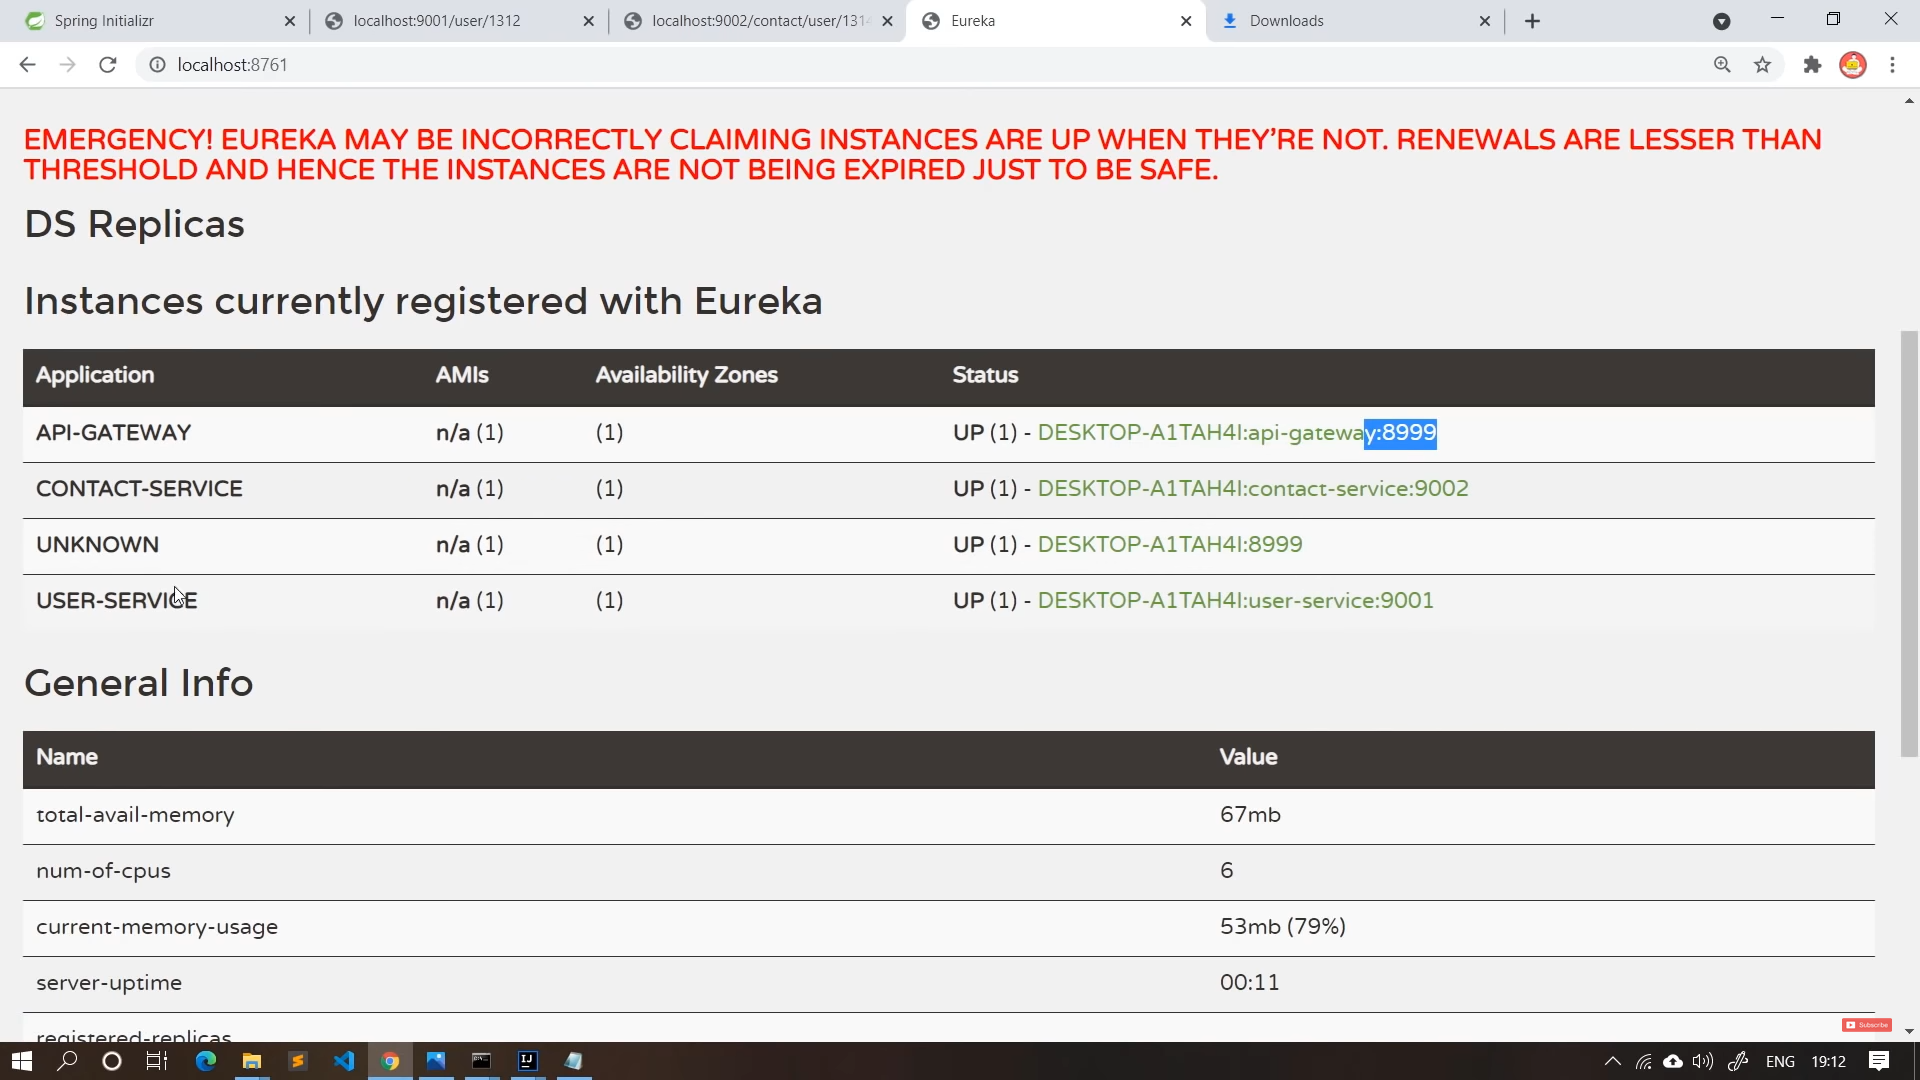 Spring Initializr
localhost:9001/user/1312
localhost:9002/contact/user/1314
Eureka
Downloads
localhost:8761
EMERGENCY! EUREKA MAY BE INCORRECTLY CLAIMING INSTANCES ARE UP WHEN THEY'RE NOT. RENEWALS ARE LESSER THAN
THRESHOLD AND HENCE THE INSTANCES ARE NOT BEING EXPIRED JUST TO BE SAFE.
DS Replicas
Instances currently registered with Eureka
Application AMIs Availability Zones Status
API-GATEWAY n/a (1) (1) UP (1) - DESKTOP-A1TAH4I:api-gateway:8999
CONTACT-SERVICE n/a (1) (1) UP (1) - DESKTOP-A1TAH4I:contact-service:9002
UNKNOWN n/a (1) (1) UP (1) - DESKTOP-A1TAH4I:8999
USER-SERVICE n/a (1) (1) UP (1) - DESKTOP-A1TAH4I:user-service:9001
General Info
Name Value
total-avail-memory 67mb
num-of-cpus 6
current-memory-usage 53mb (79%)
server-uptime 00:11
registered-replicas
Subscribe
ENG 19:12